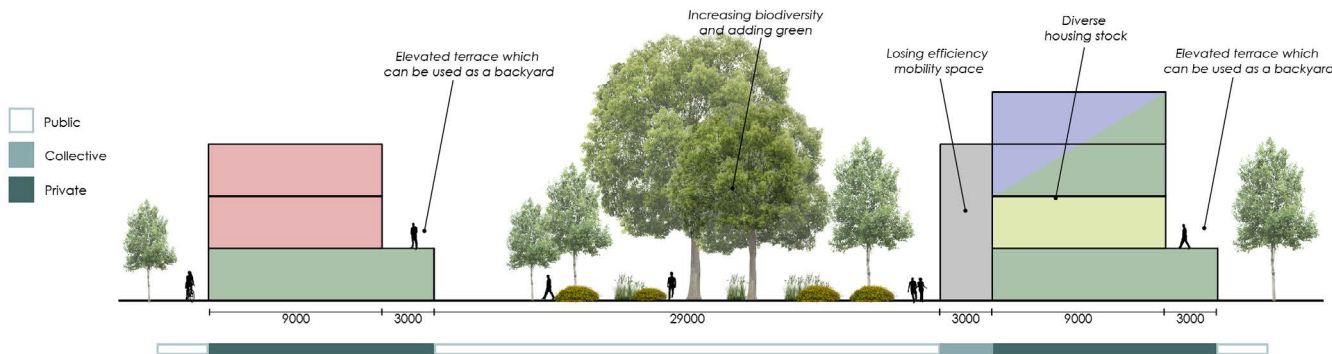 Increasing biodiversity
and adding green
Diverse
housing stock
Elevated terrace which
can be used as a backyard
Losing efficiency
mobility space
Elevated terrace which
can be used as a backyard
Public
Collective
Private
9000
3000
29000
3000
9000
3000